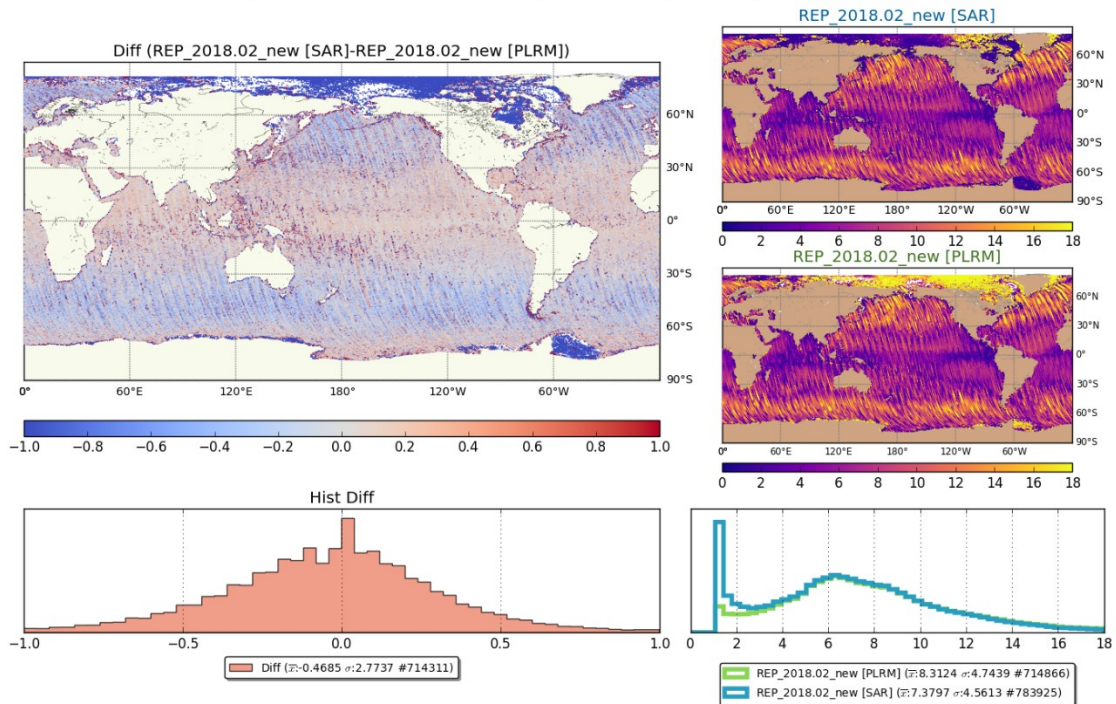 Diff (REP_2018.02_new [SAR]-REP_2018.02_new [PLRM])
60°N
30°N
0°
30°S
60°S
90°S
0° 60°E 120°E 180° 120°W 60°W
−1.0 −0.8 −0.6 −0.4 −0.2 0.0 0.2 0.4 0.6 0.8 1.0
REP_2018.02_new [SAR]
60°N
30°N
0°
30°S
60°S
90°S
0° 60°E 120°E 180° 120°W 60°W
0 2 4 6 8 10 12 14 16 18
REP_2018.02_new [PLRM]
60°N
30°N
0°
30°S
60°S
90°S
0° 60°E 120°E 180° 120°W 60°W
0 2 4 6 8 10 12 14 16 18
Hist Diff
−1.0 −0.5 0.0 0.5 1.0
Diff (x̅:-0.4685 σ:2.7737 #714311)
0 2 4 6 8 10 12 14 16 18
REP_2018.02_new [PLRM] (x̅:8.3124 σ:4.7439 #714866)
REP_2018.02_new [SAR] (x̅:7.3797 σ:4.5613 #783925)